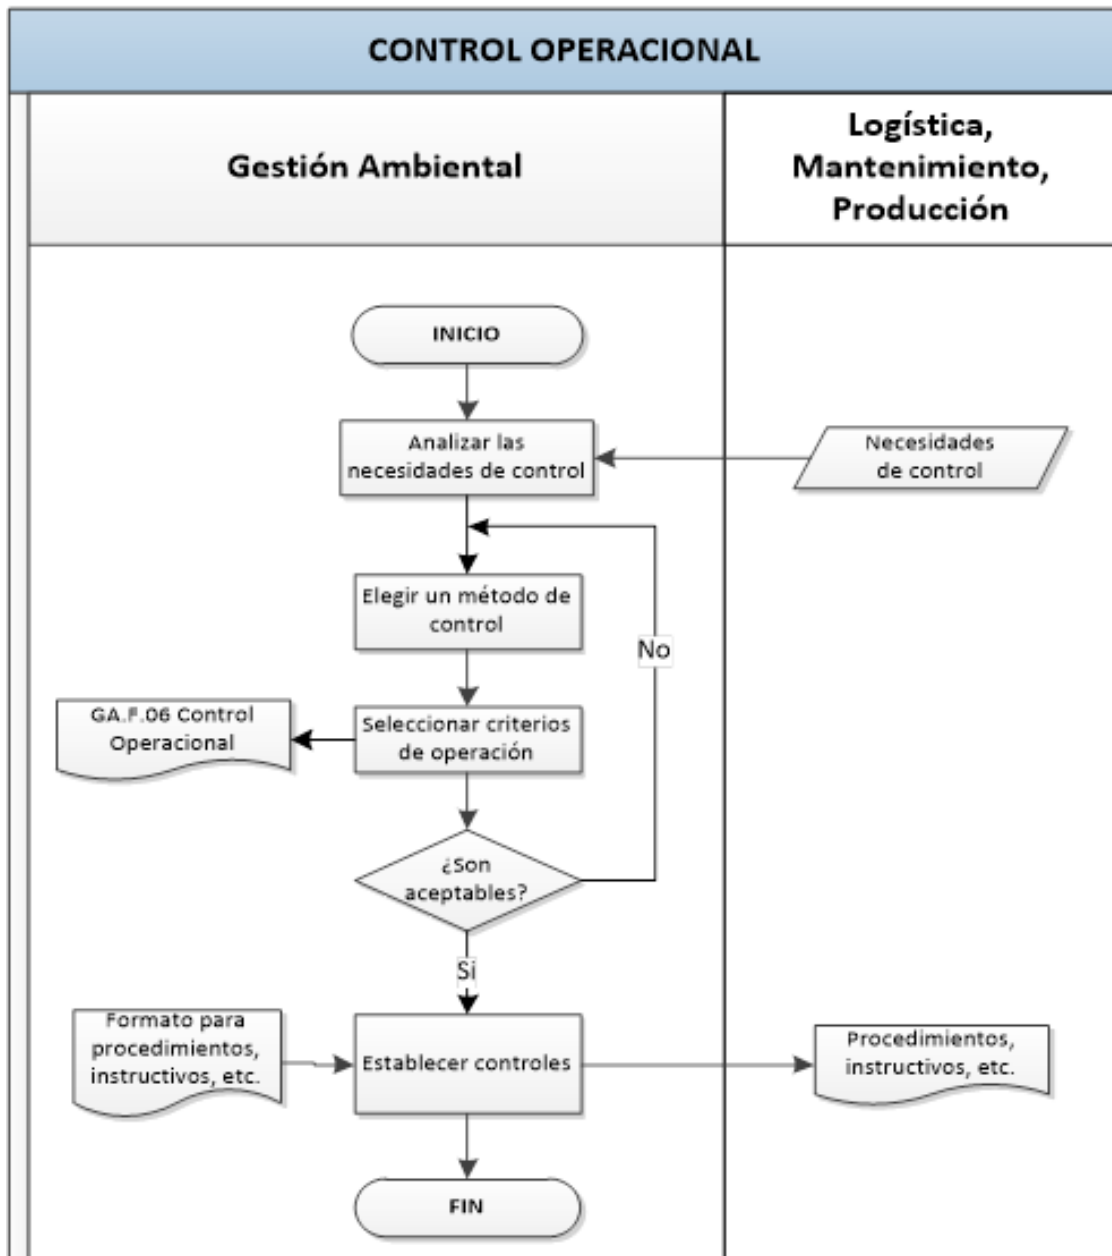 CONTROL OPERACIONAL
Gestión Ambiental
Logística,
Mantenimiento,
Producción
INICIO
Analizar las
necesidades de control
Necesidades
de control
Elegir un método de
control
No
GA.F.06 Control
Operacional
Seleccionar criterios
de operación
¿Son
aceptables?
Si
Formato para
procedimientos,
instructivos, etc.
Establecer controles
Procedimientos,
instructivos, etc.
FIN